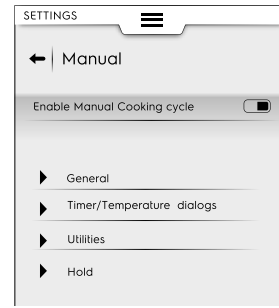 SETTINGS
Manual
Enable Manual Cooking cycle
General
Timer/Temperature dialogs
Utilities
Hold